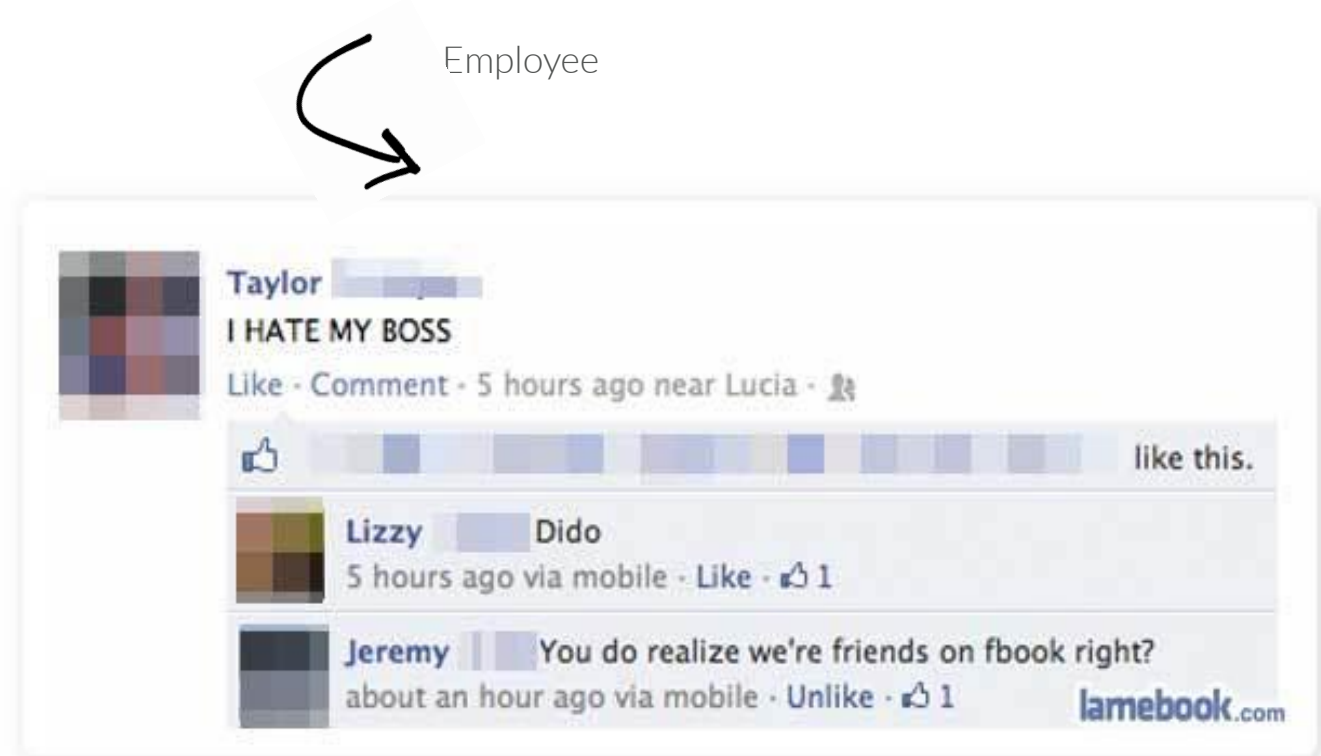 Employee
Taylor
I HATE MY BOSS
Like · Comment · 5 hours ago near Lucia ·
like this.
Lizzy Dido
5 hours ago via mobile · Like · 1
Jeremy You do realize we're friends on fbook right?
about an hour ago via mobile · Unlike · 1
lamebook.com